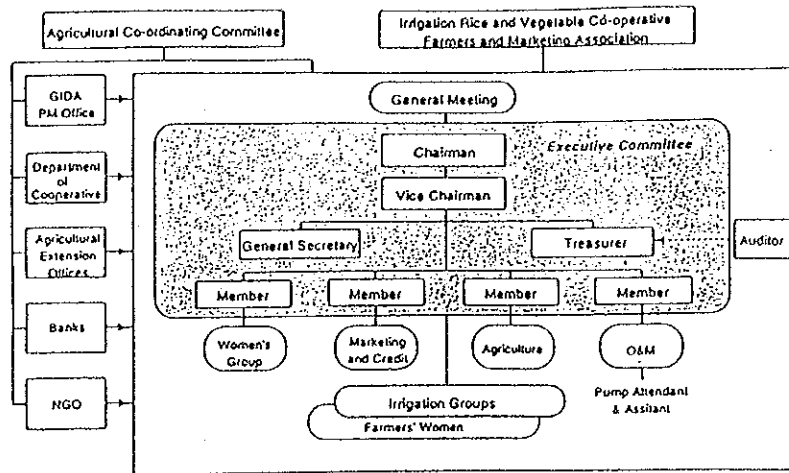 Agricultural Co-ordinating Committee
Irrigation Rice and Vegetable Co-operative
Farmers and Marketing Association
GIDA
PM Office
General Meeting
Executive Committee
Chairman
Department
of
Cooperative
Vice Chairman
Agricultural
Extension
Offices
General Secretary
Treasurer
Auditor
Member
Member
Member
Member
Banks
Women's
Group
Marketing
and Credit
Agriculture
O&M
NGO
Irrigation Groups
Farmers' Women
Pump Attendant
& Assitant